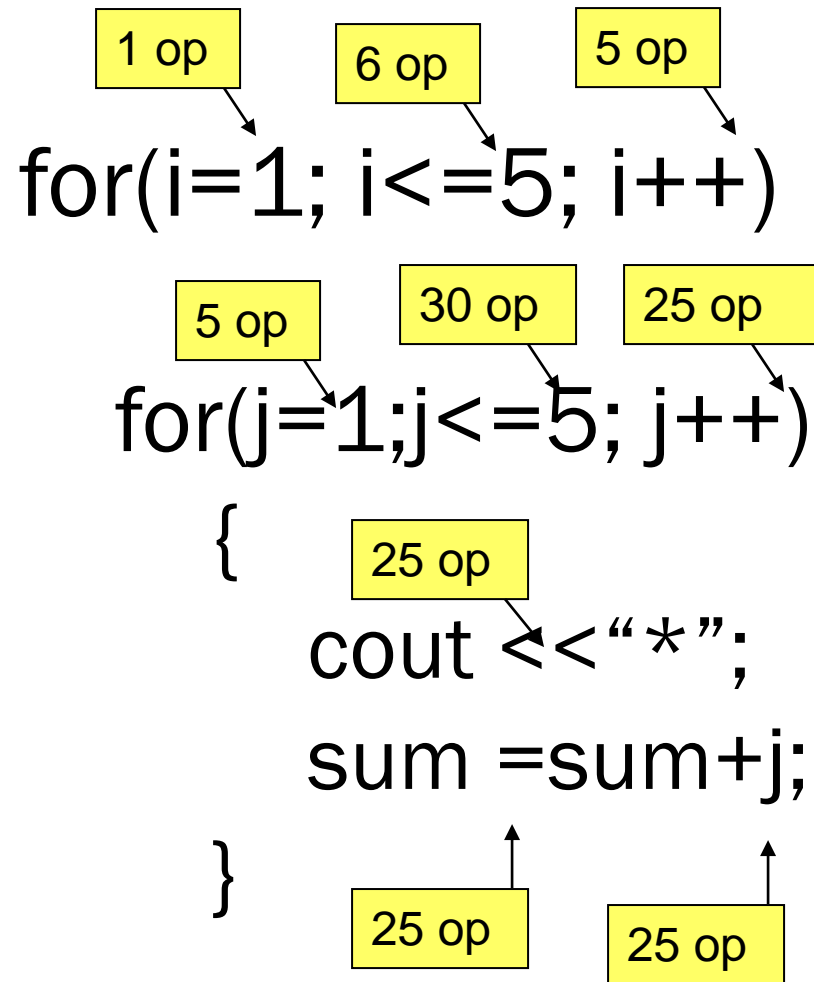 1 op 6 op 5 op
for(i=1; i<=5; i++)
5 op 30 op 25 op
for(j=1;j<=5; j++)
{
25 op
cout <<“*”;
sum =sum+j;
}
25 op 25 op